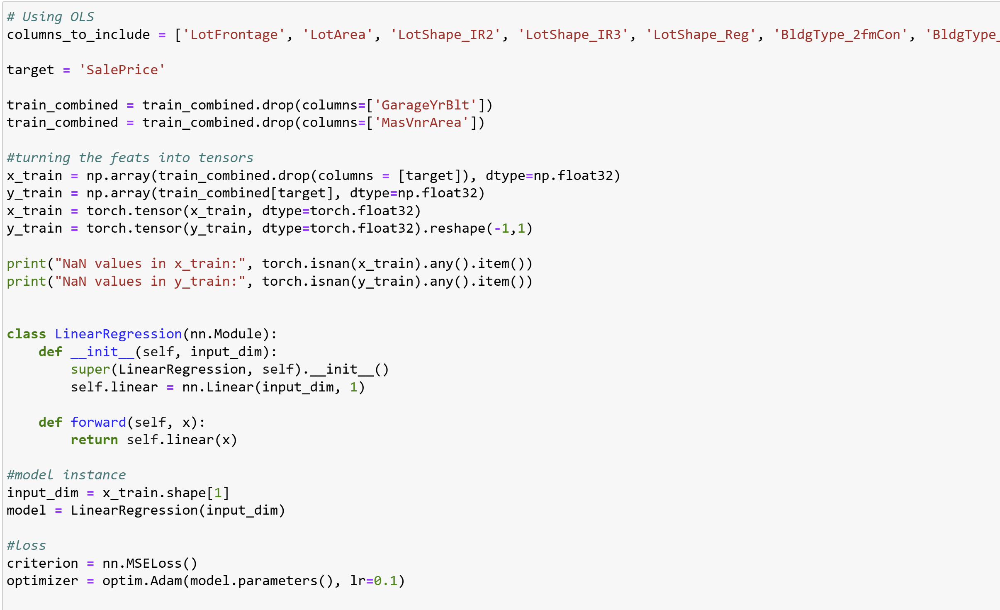 # Using OLS
columns_to_include = ['LotFrontage', 'LotArea', 'LotShape_IR2', 'LotShape_IR3', 'LotShape_Reg', 'BldgType_2fmCon', 'BldgType_
target = 'SalePrice'
train_combined = train_combined.drop(columns=['GarageYrBlt'])
train_combined = train_combined.drop(columns=['MasVnrArea'])
#turning the feats into tensors
x_train = np.array(train_combined.drop(columns = [target]), dtype=np.float32)
y_train = np.array(train_combined[target], dtype=np.float32)
x_train = torch.tensor(x_train, dtype=torch.float32)
y_train = torch.tensor(y_train, dtype=torch.float32).reshape(-1,1)
print("NaN values in x_train:", torch.isnan(x_train).any().item())
print("NaN values in y_train:", torch.isnan(y_train).any().item())
class LinearRegression(nn.Module):
    def __init__(self, input_dim):
        super(LinearRegression, self).__init__()
        self.linear = nn.Linear(input_dim, 1)
    def forward(self, x):
        return self.linear(x)
#model instance
input_dim = x_train.shape[1]
model = LinearRegression(input_dim)
#loss
criterion = nn.MSELoss()
optimizer = optim.Adam(model.parameters(), lr=0.1)